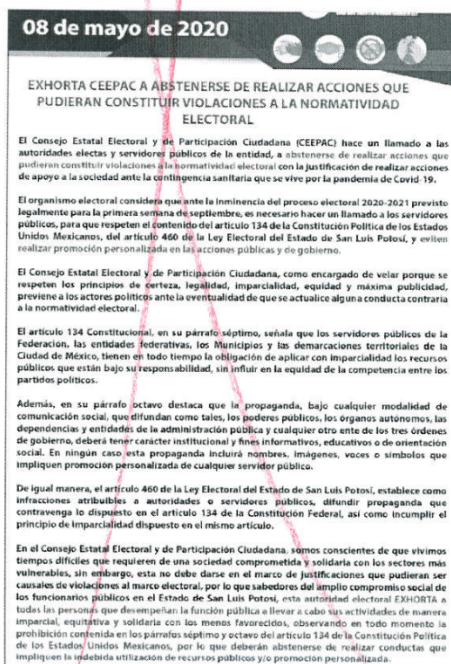 08 de mayo de 2020
EXHORTA CEEPAC A ABSTENERSE DE REALIZAR ACCIONES QUE
PUDIERAN CONSTITUIR VIOLACIONES A LA NORMATIVIDAD
ELECTORAL
El Consejo Estatal Electoral y de Participación Ciudadana (CEEPAC) hace un llamado a las
autoridades electas y servidores públicos de la entidad, a abstenerse de realizar acciones que
pudieran constituir violaciones a la normatividad electoral con la justificación de realizar acciones
de apoyo a la sociedad ante la contingencia sanitaria que se vive por la pandemia de Covid-19.
El organismo electoral considera que ante la inminencia del proceso electoral 2020-2021 previsto
legalmente para la primera semana de septiembre, es necesario hacer un llamado a los servidores
públicos, para que respeten el contenido del artículo 134 de la Constitución Política de los Estados
Unidos Mexicanos, del artículo 460 de la Ley Electoral del Estado de San Luis Potosí, y eviten
realizar promoción personalizada en las acciones públicas y de gobierno.
El Consejo Estatal Electoral y de Participación Ciudadana, como encargado de velar porque se
respeten los principios de certeza, legalidad, imparcialidad, equidad y máxima publicidad,
previene a los actores políticos ante la eventualidad de que se actualice alguna conducta contraria
a la normatividad electoral.
El artículo 134 Constitucional, en su párrafo séptimo, señala que los servidores públicos de la
Federación, las entidades federativas, los Municipios y las demarcaciones territoriales de la
Ciudad de México, tienen en todo tiempo la obligación de aplicar con imparcialidad los recursos
públicos que están bajo su responsabilidad, sin influir en la equidad de la competencia entre los
partidos políticos.
Además, en su párrafo octavo destaca que la propaganda, bajo cualquier modalidad de
comunicación social, que difundan como tales, los poderes públicos, los órganos autónomos, las
dependencias y entidades de la administración pública y cualquier otro ente de los tres órdenes
de gobierno, deberá tener carácter institucional y fines informativos, educativos o de orientación
social. En ningún caso esta propaganda incluirá nombres, imágenes, voces o símbolos que
impliquen promoción personalizada de cualquier servidor público.
De igual manera, el artículo 460 de la Ley Electoral del Estado de San Luis Potosí, establece como
infracciones atribuibles a autoridades o servidores públicos, difundir propaganda que
contravenga lo dispuesto en el artículo 134 de la Constitución Federal, así como incumplir el
principio de imparcialidad dispuesto en el mismo artículo.
En el Consejo Estatal Electoral y de Participación Ciudadana, somos conscientes de que vivimos
tiempos difíciles que requieren de una sociedad comprometida y solidaria con los sectores más
vulnerables, sin embargo, esta no debe darse en el marco de justificaciones que pudieran ser
causales de violaciones al marco electoral, por lo que sabedores del amplio compromiso social de
los funcionarios públicos en el Estado de San Luis Potosí, esta autoridad electoral EXHORTA a
todas las personas que desempeñan la función pública a llevar a cabo sus actividades de manera
imparcial, equitativa y solidaria con los menos favorecidos, observando en todo momento la
prohibición contenida en los párrafos séptimo y octavo del artículo 134 de la Constitución Política
de los Estados Unidos Mexicanos, por lo que deberán abstenerse de realizar conductas que
impliquen la indebida utilización de recursos públicos y/o promoción personalizada.